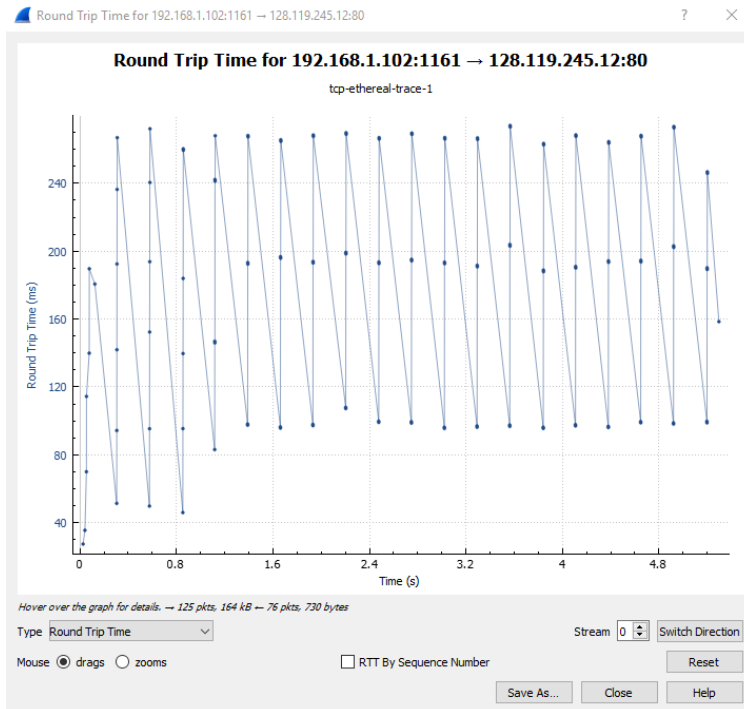 Round Trip Time for 192.168.1.102:1161 → 128.119.245.12:80
?
Round Trip Time for 192.168.1.102:1161 → 128.119.245.12:80
tcp-ethereal-trace-1
240
200
160
120
80
40
Round Trip Time (ms)
0 0.8 1.6 2.4 3.2 4 4.8
Time (s)
Hover over the graph for details. → 125 pkts, 164 kB ← 76 pkts, 730 bytes
Type Round Trip Time Stream 0 Switch Direction
Mouse drags zooms RTT By Sequence Number Reset
Save As... Close Help